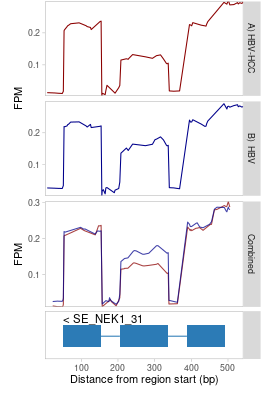 0.2
0.1
A) HBV-HCC
FPM
0.2
0.1
B) HBV
0.3
0.2
0.1
Combined
FPM
< SE_NEK1_31
0 100 200 300 400 500
Distance from region start (bp)